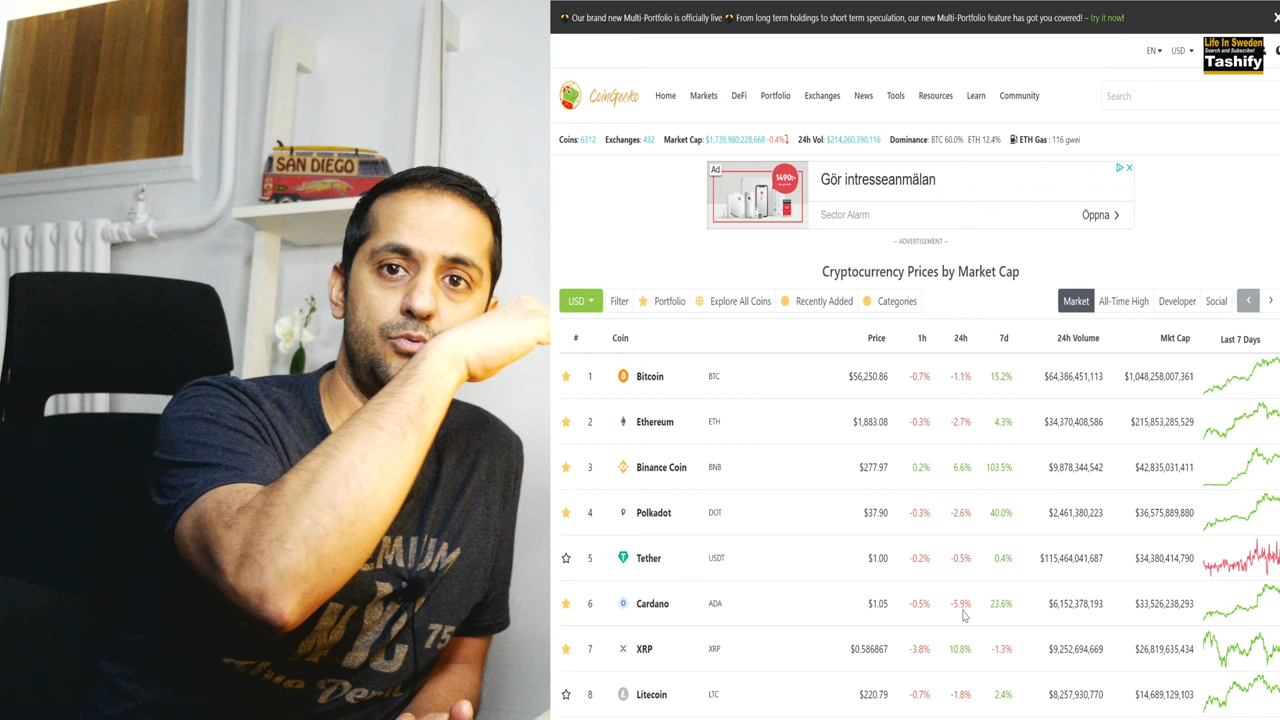 Our brand new Multi-Portfolio is officially live From long term holdings to short term speculation, our new Multi-Portfolio feature has got you covered! – try it now!
EN USD
Life In Sweden
Search and Subscribe!
Tashify
CoinGecko Home Markets DeFi Portfolio Exchanges News Tools Resources Learn Community Search
Coins: 6312 Exchanges: 432 Market Cap: $1,739,980,228,668 -0.4% 24h Vol: $214,260,390,116 Dominance: BTC 60.0% ETH 12.4% ETH Gas: 116 gwei
Ad
1490:-
Gör intresseanmälan
Sector Alarm Öppna
– ADVERTISEMENT –
Cryptocurrency Prices by Market Cap
USD Filter Portfolio Explore All Coins Recently Added Categories Market All-Time High Developer Social
# Coin Price 1h 24h 7d 24h Volume Mkt Cap Last 7 Days
1 Bitcoin BTC $56,250.86 -0.7% -1.1% 15.2% $64,386,451,113 $1,048,258,007,361
2 Ethereum ETH $1,883.08 -0.3% -2.7% 4.3% $34,370,408,586 $215,853,285,529
3 Binance Coin BNB $277.97 0.2% 6.6% 103.5% $9,878,344,542 $42,835,031,411
4 Polkadot DOT $37.90 -0.3% -2.6% 40.0% $2,461,380,223 $36,575,889,880
5 Tether USDT $1.00 -0.2% -0.5% 0.4% $115,464,041,687 $34,380,414,790
6 Cardano ADA $1.05 -0.5% -5.9% 23.6% $6,152,378,193 $33,526,238,293
7 XRP XRP $0.586867 -3.8% 10.8% -1.3% $9,252,694,669 $26,819,635,434
8 Litecoin LTC $220.79 -0.7% -1.8% 2.4% $8,257,930,770 $14,689,129,103
SAN DIEGO
NYC
75